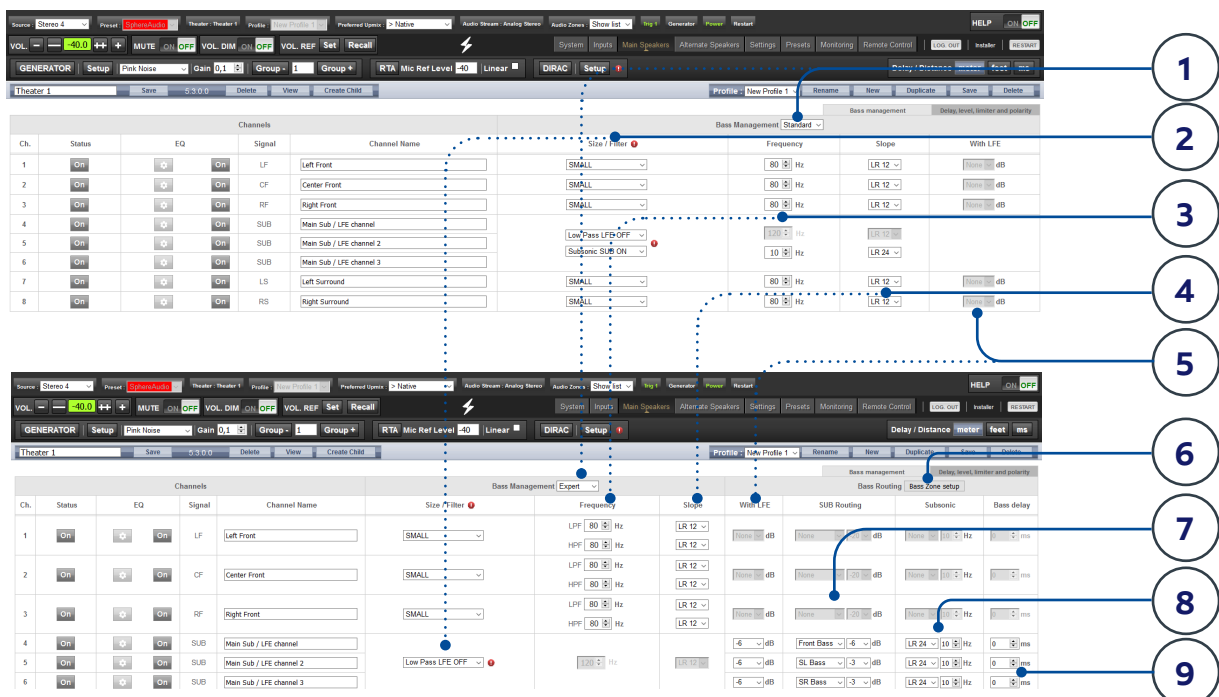 Source : Stereo 4 Preset : SphereAudio Theater : Theater 1 Profile : New Profile 1 Preferred Upmix : > Native Audio Stream : Analog Stereo Audio Zones : Show list Trig 1 Generator Power Restart HELP ON OFF
VOL. - — -40.0 ++ + MUTE ON OFF VOL. DIM ON OFF VOL. REF Set Recall System Inputs Main Speakers Alternate Speakers Settings Presets Monitoring Remote Control LOG OUT Installer RESTART
GENERATOR Setup Pink Noise Gain 0,1 Group - 1 Group + RTA Mic Ref Level -40 Linear DIRAC Setup Delay / Distance meter feet ms
Theater 1 Save 5.3.0.0 Delete View Create Child Profile : New Profile 1 Rename New Duplicate Save Delete
Bass management Delay, level, limiter and polarity
Channels Bass Management Standard
Ch. Status EQ Signal Channel Name Size / Filter Frequency Slope With LFE
1 On On LF Left Front SMALL 80 Hz LR 12 None dB
2 On On CF Center Front SMALL 80 Hz LR 12 None dB
3 On On RF Right Front SMALL 80 Hz LR 12 None dB
4 On On SUB Main Sub / LFE channel
Low Pass LFE OFF 120 Hz LR 12
5 On On SUB Main Sub / LFE channel 2
Subsonic SUB ON 10 Hz LR 24
6 On On SUB Main Sub / LFE channel 3
7 On On LS Left Surround SMALL 80 Hz LR 12 None dB
8 On On RS Right Surround SMALL 80 Hz LR 12 None dB
1
2
3
4
5
Source : Stereo 4 Preset : SphereAudio Theater : Theater 1 Profile : New Profile 1 Preferred Upmix : > Native Audio Stream : Analog Stereo Audio Zones : Show list Trig 1 Generator Power Restart HELP ON OFF
VOL. - — -40.0 ++ + MUTE ON OFF VOL. DIM ON OFF VOL. REF Set Recall System Inputs Main Speakers Alternate Speakers Settings Presets Monitoring Remote Control LOG OUT Installer RESTART
GENERATOR Setup Pink Noise Gain 0,1 Group - 1 Group + RTA Mic Ref Level -40 Linear DIRAC Setup Delay / Distance meter feet ms
Theater 1 Save 5.3.0.0 Delete View Create Child Profile : New Profile 1 Rename New Duplicate Save Delete
Bass management Delay, level, limiter and polarity
Channels Bass Management Expert Bass Routing Bass Zone setup
Ch. Status EQ Signal Channel Name Size / Filter Frequency Slope With LFE SUB Routing Subsonic Bass delay
LPF 80 Hz LR 12
1 On On LF Left Front SMALL None dB None -20 dB None 10 Hz 0 ms
HPF 80 Hz LR 12
LPF 80 Hz LR 12
2 On On CF Center Front SMALL None dB None -20 dB None 10 Hz 0 ms
HPF 80 Hz LR 12
LPF 80 Hz LR 12
3 On On RF Right Front SMALL None dB None -20 dB None 10 Hz 0 ms
HPF 80 Hz LR 12
4 On On SUB Main Sub / LFE channel -6 dB Front Bass -6 dB LR 24 10 Hz 0 ms
5 On On SUB Main Sub / LFE channel 2 Low Pass LFE OFF 120 Hz LR 12 -6 dB SL Bass -3 dB LR 24 10 Hz 0 ms
6 On On SUB Main Sub / LFE channel 3 -6 dB SR Bass -3 dB LR 24 10 Hz 0 ms
6
7
8
9